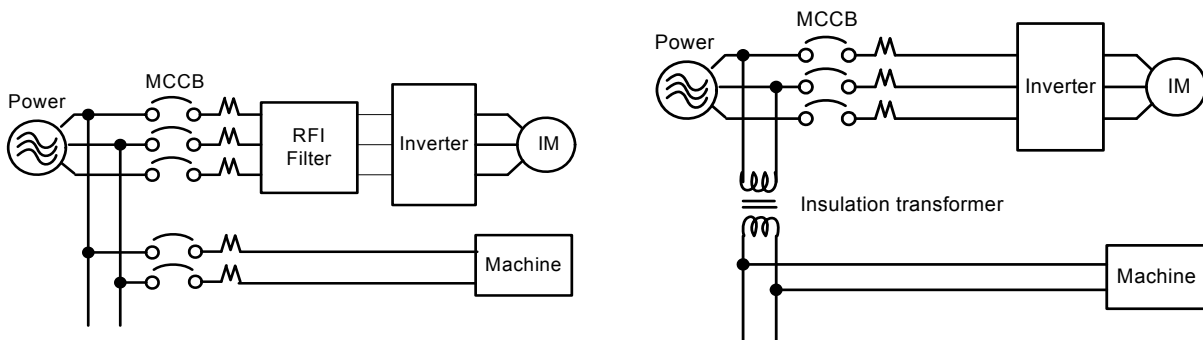 Power
MCCB
RFI
Filter
Inverter
IM
Machine
MCCB
Power
Inverter
IM
Insulation transformer
Machine